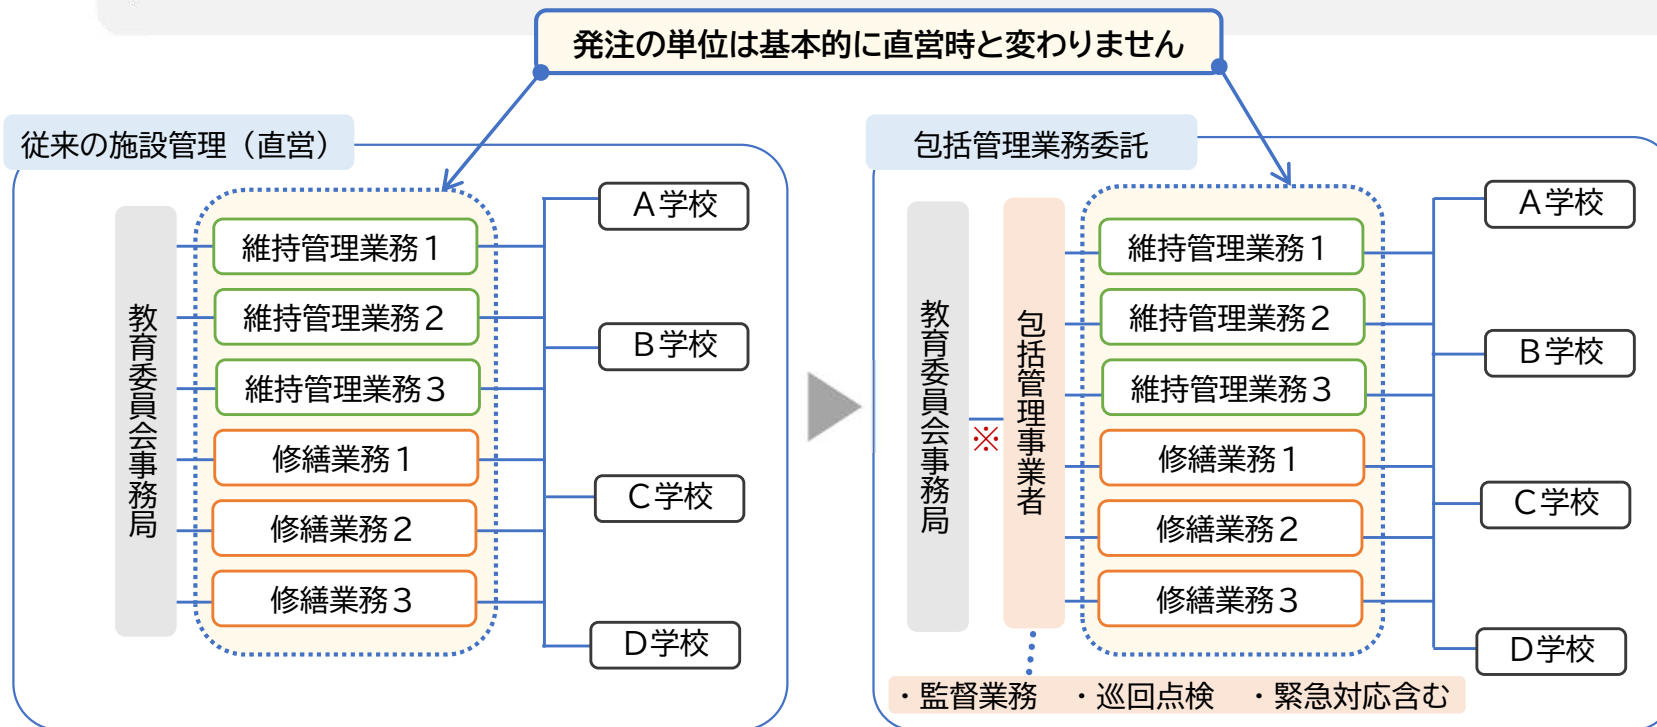 発注の単位は基本的に直営時と変わりません
従来の施設管理（直営）
教育委員会事務局
維持管理業務１
維持管理業務２
維持管理業務３
修繕業務１
修繕業務２
修繕業務３
Ａ学校
Ｂ学校
Ｃ学校
Ｄ学校
包括管理業務委託
教育委員会事務局
※
包括管理事業者
維持管理業務１
維持管理業務２
維持管理業務３
修繕業務１
修繕業務２
修繕業務３
Ａ学校
Ｂ学校
Ｃ学校
Ｄ学校
・監督業務　・巡回点検　・緊急対応含む